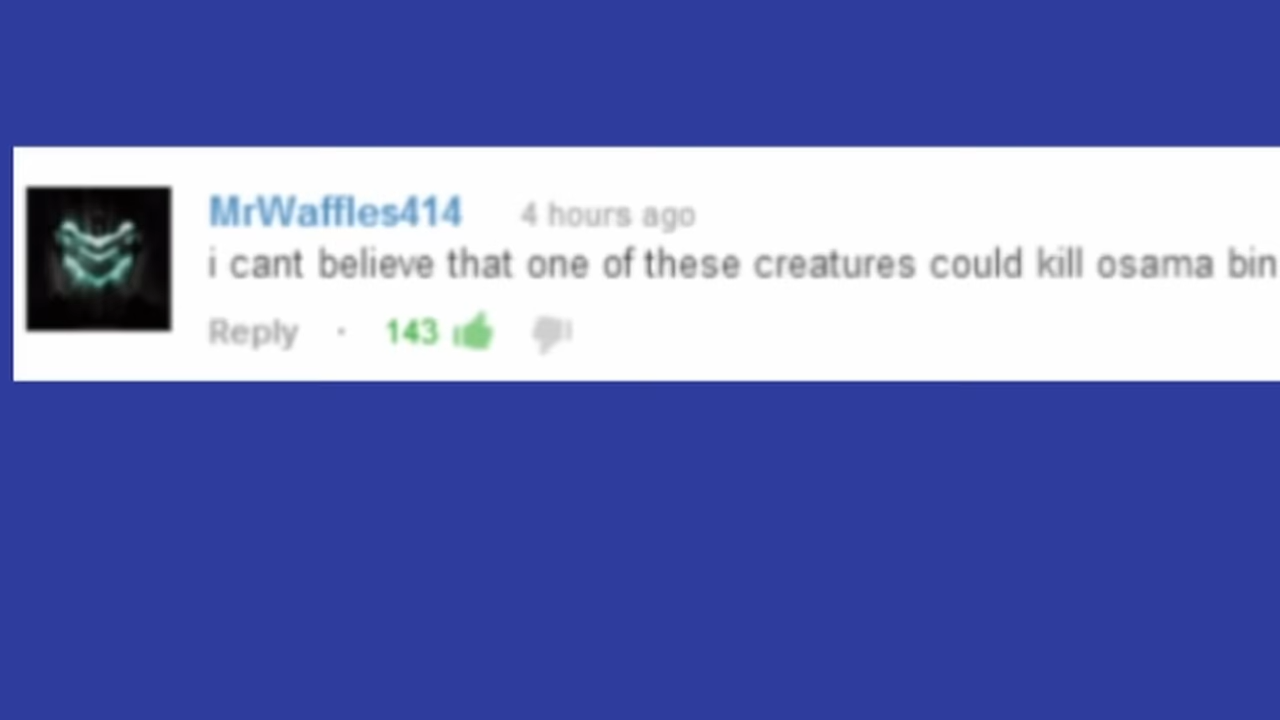 MrWaffles414 4 hours ago
i cant believe that one of these creatures could kill osama bin
Reply · 143